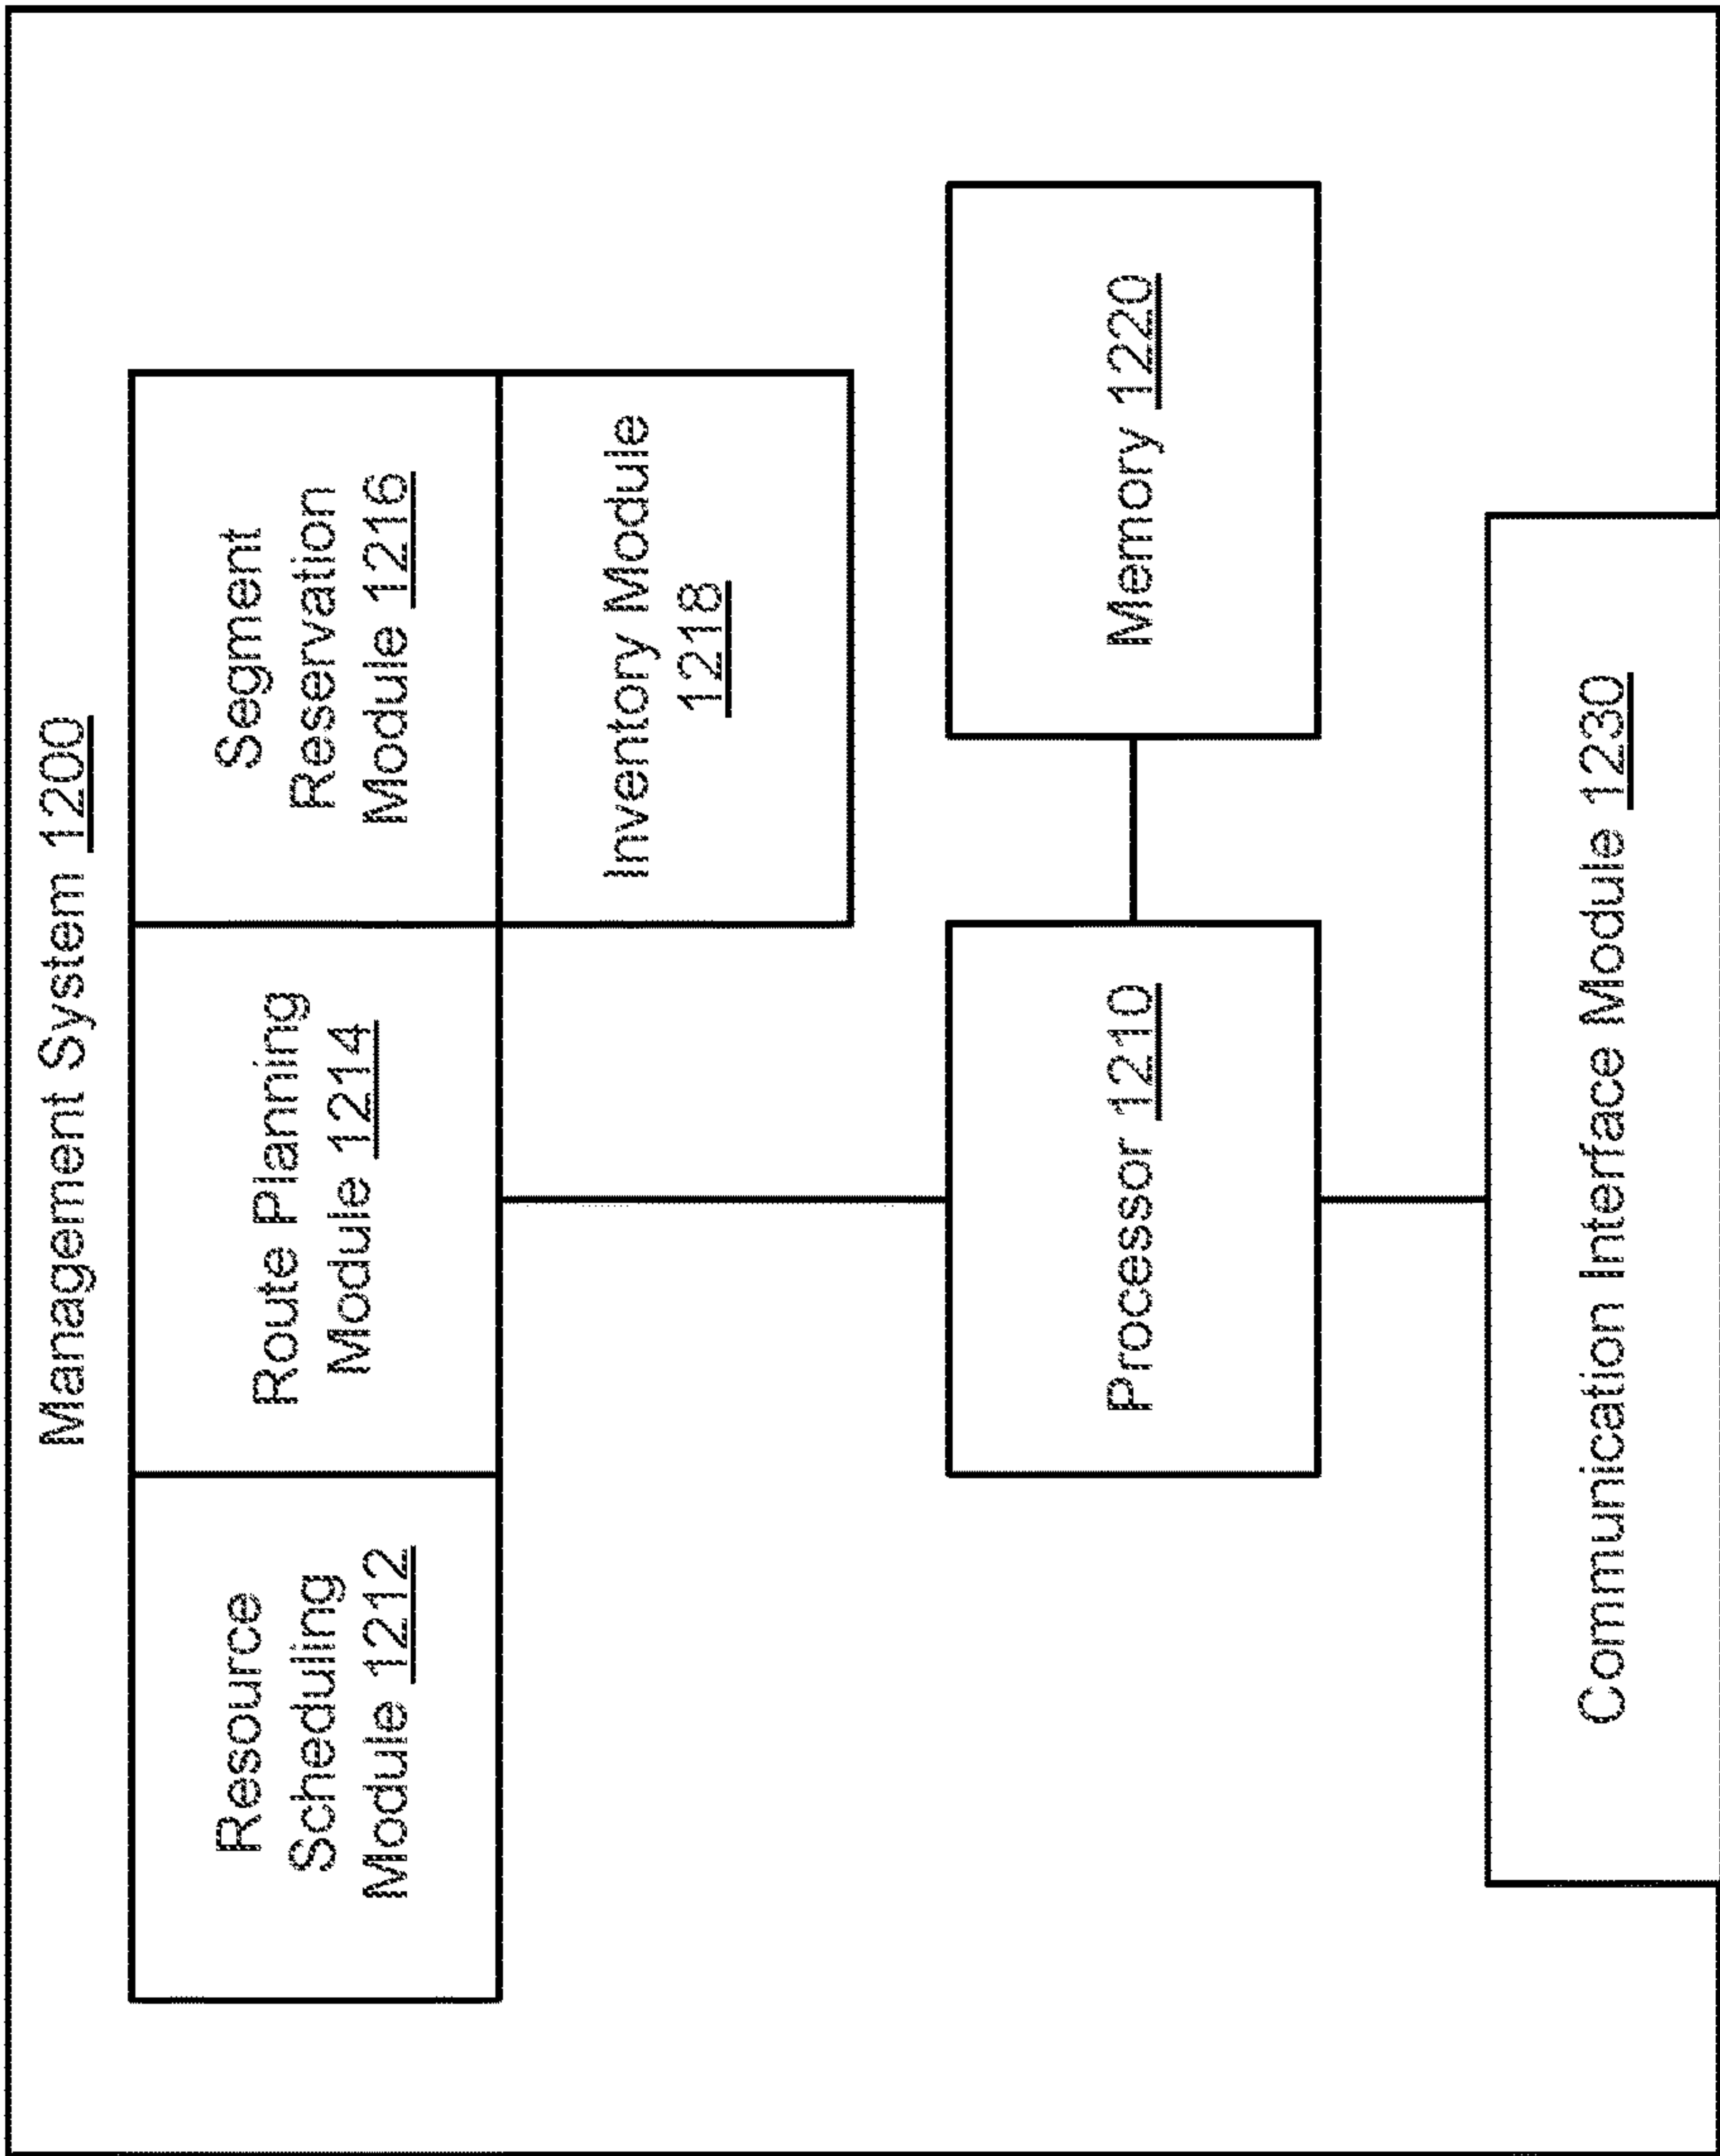 Management System 1200
Resource
Scheduling
Module 1212
Route Planning
Module 1214
Segment
Reservation
Module 1216
Inventory Module
1218
Processor 1210
Memory 1220
Communication Interface Module 1230